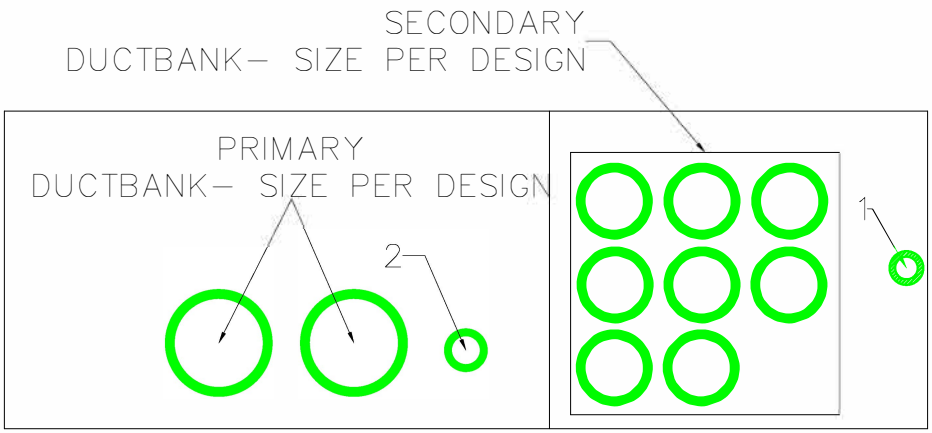 SECONDARY
DUCTBANK- SIZE PER DESIGN
PRIMARY
DUCTBANK- SIZE PER DESIGN
2
1